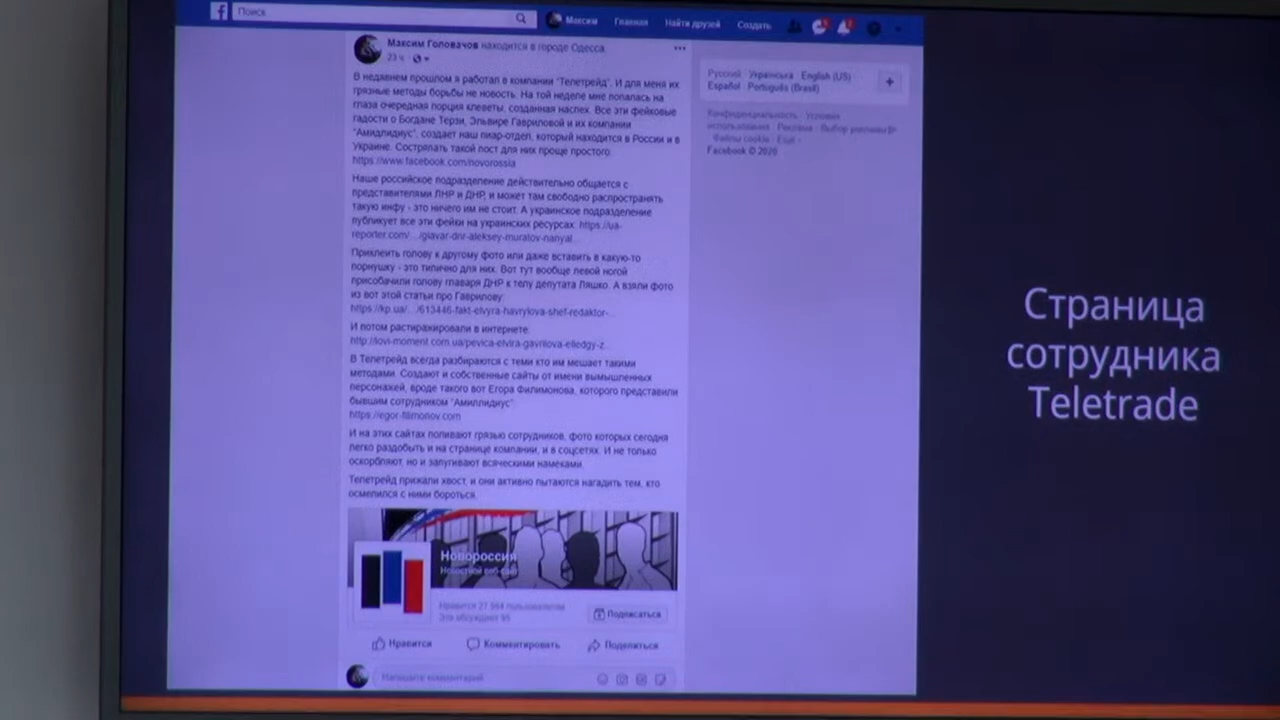 Поиск
Максим Главная Найти друзей Создать
Максим Головачов находится в городе Одесса.
23 ч ·
В недавнем прошлом я работал в компании "Телетрейд". И для меня их
грязные методы борьбы не новость. На той неделе мне попалась на
глаза очередная порция клеветы, созданная наспех. Все эти фейковые
гадости о Богдане Терзи, Эльвире Гавриловой и их компании
"Амиллидиус", создает наш пиар-отдел, который находится в России и в
Украине. Состряпать такой пост для них проще простого:
https://www.facebook.com/novorossia
Наше российское подразделение действительно общается с
представителями ЛНР и ДНР, и может там свободно распространять
такую инфу - это ничего им не стоит. А украинское подразделение
публикует все эти фейки на украинских ресурсах: https://ua-
reporter.com/.../glavar-dnr-aleksey-muratov-nanyal...
Прилепить голову к другому фото или даже вставить в какую-то
порнушку - это типично для них. Вот тут вообще левой ногой
присобачили голову главаря ДНР к телу депутата Ляшко. А взяли фото
из вот этой статьи про Гаврилову:
https://kp.ua/.../613446-fakt-elvyra-havrylova-shef-redaktor-...
И потом растиражировали в интернете:
http://lovi-moment.com.ua/pevica-elvira-gavrilova-elledgy-z...
В Телетрейд всегда разбираются с теми кто им мешает такими
методами. Создают и собственные сайты от имени вымышленных
персонажей, вроде такого вот Егора Филимонова, которого представили
бывшим сотрудником "Амиллидиус":
https://egor-filimonov.com
И на этих сайтах поливают грязью сотрудников, фото которых сегодня
легко раздобыть и на странице компании, и в соцсетях. И не только
оскорбляют, но и запугивают всяческими намеками.
Телетрейд прижали хвост, и они активно пытаются нагадить тем, кто
осмелился с ними бороться.
Новороссия
Новостной веб-сайт
Нравится 27 364 пользователям
Это обсуждают 95
Подписаться
Нравится Комментировать Поделиться
Напишите комментарий
Русский · Українська · English (US) ·
Español · Português (Brasil)
Конфиденциальность · Условия
использования · Реклама · Выбор рекламы
· Файлы cookie · Ещё
Facebook © 2020
Страница
сотрудника
Teletrade